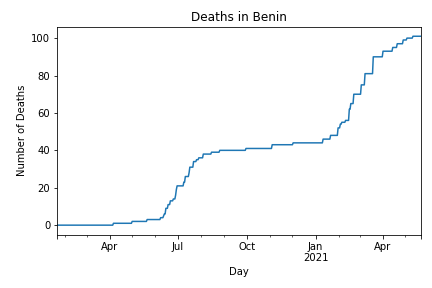 Deaths in Benin
Number of Deaths
100
80
60
40
20
0
Apr
Jul
Oct
Jan
2021
Apr
Day